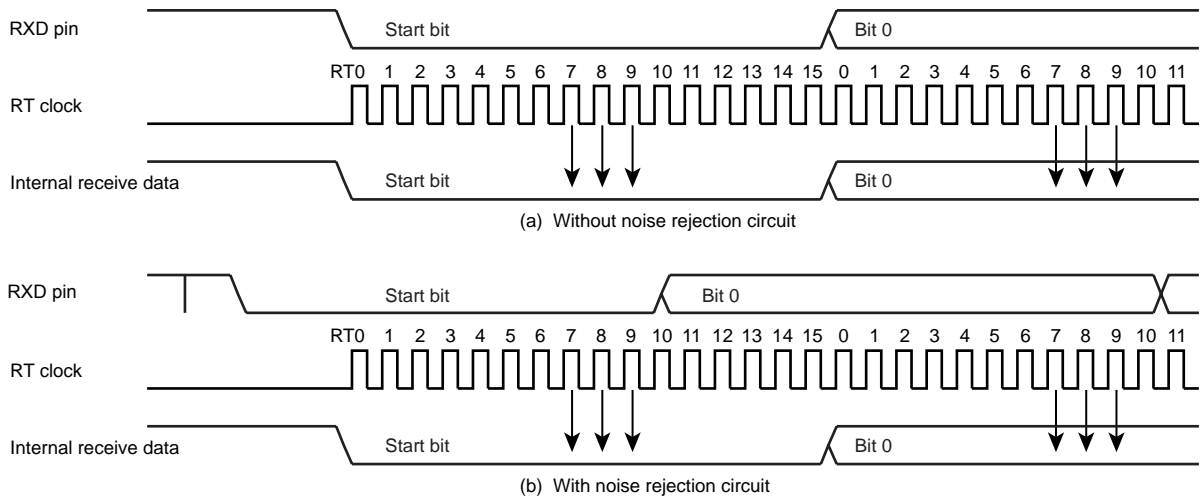 RXD pin Start bit Bit 0
RT0 1 2 3 4 5 6 7 8 9 10 11 12 13 14 15 0 1 2 3 4 5 6 7 8 9 10 11
RT clock
Internal receive data Start bit Bit 0
(a) Without noise rejection circuit
RXD pin Start bit Bit 0
RT0 1 2 3 4 5 6 7 8 9 10 11 12 13 14 15 0 1 2 3 4 5 6 7 8 9 10 11
RT clock
Internal receive data Start bit Bit 0
(b) With noise rejection circuit